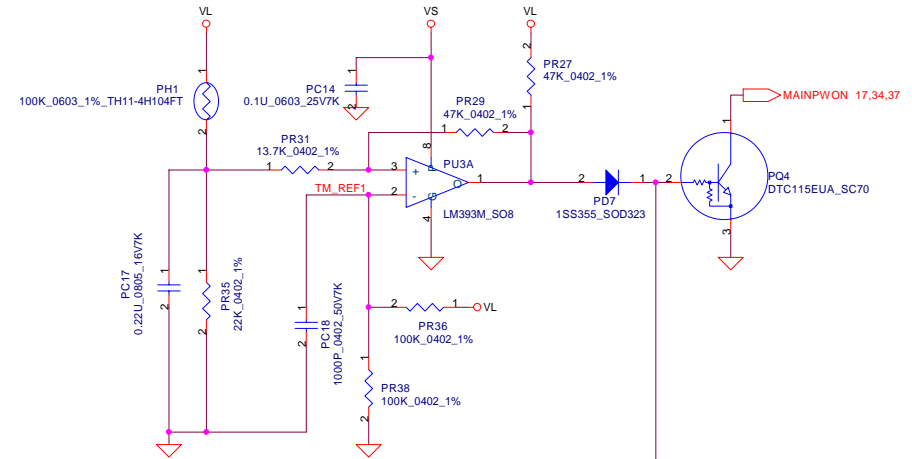 VL
VS
VL
1
2
PH1
100K_0603_1%_TH11-4H104FT
1
2
PC14
0.1U_0603_25V7K
2
1
PR27
47K_0402_1%
PR29
47K_0402_1%
1
2
MAINPWON 17,34,37
PR31
13.7K_0402_1%
1
2
8
PU3A
3
+
P
O
1
TM_REF1
2
-
G
4
LM393M_SO8
2
1
PD7
1SS355_SOD323
1
2
3
PQ4
DTC115EUA_SC70
PC17
0.22U_0805_16V7K
1
2
PR35
22K_0402_1%
1
2
PC18
1000P_0402_50V7K
1
2
2
1
VL
PR36
100K_0402_1%
1
2
PR38
100K_0402_1%